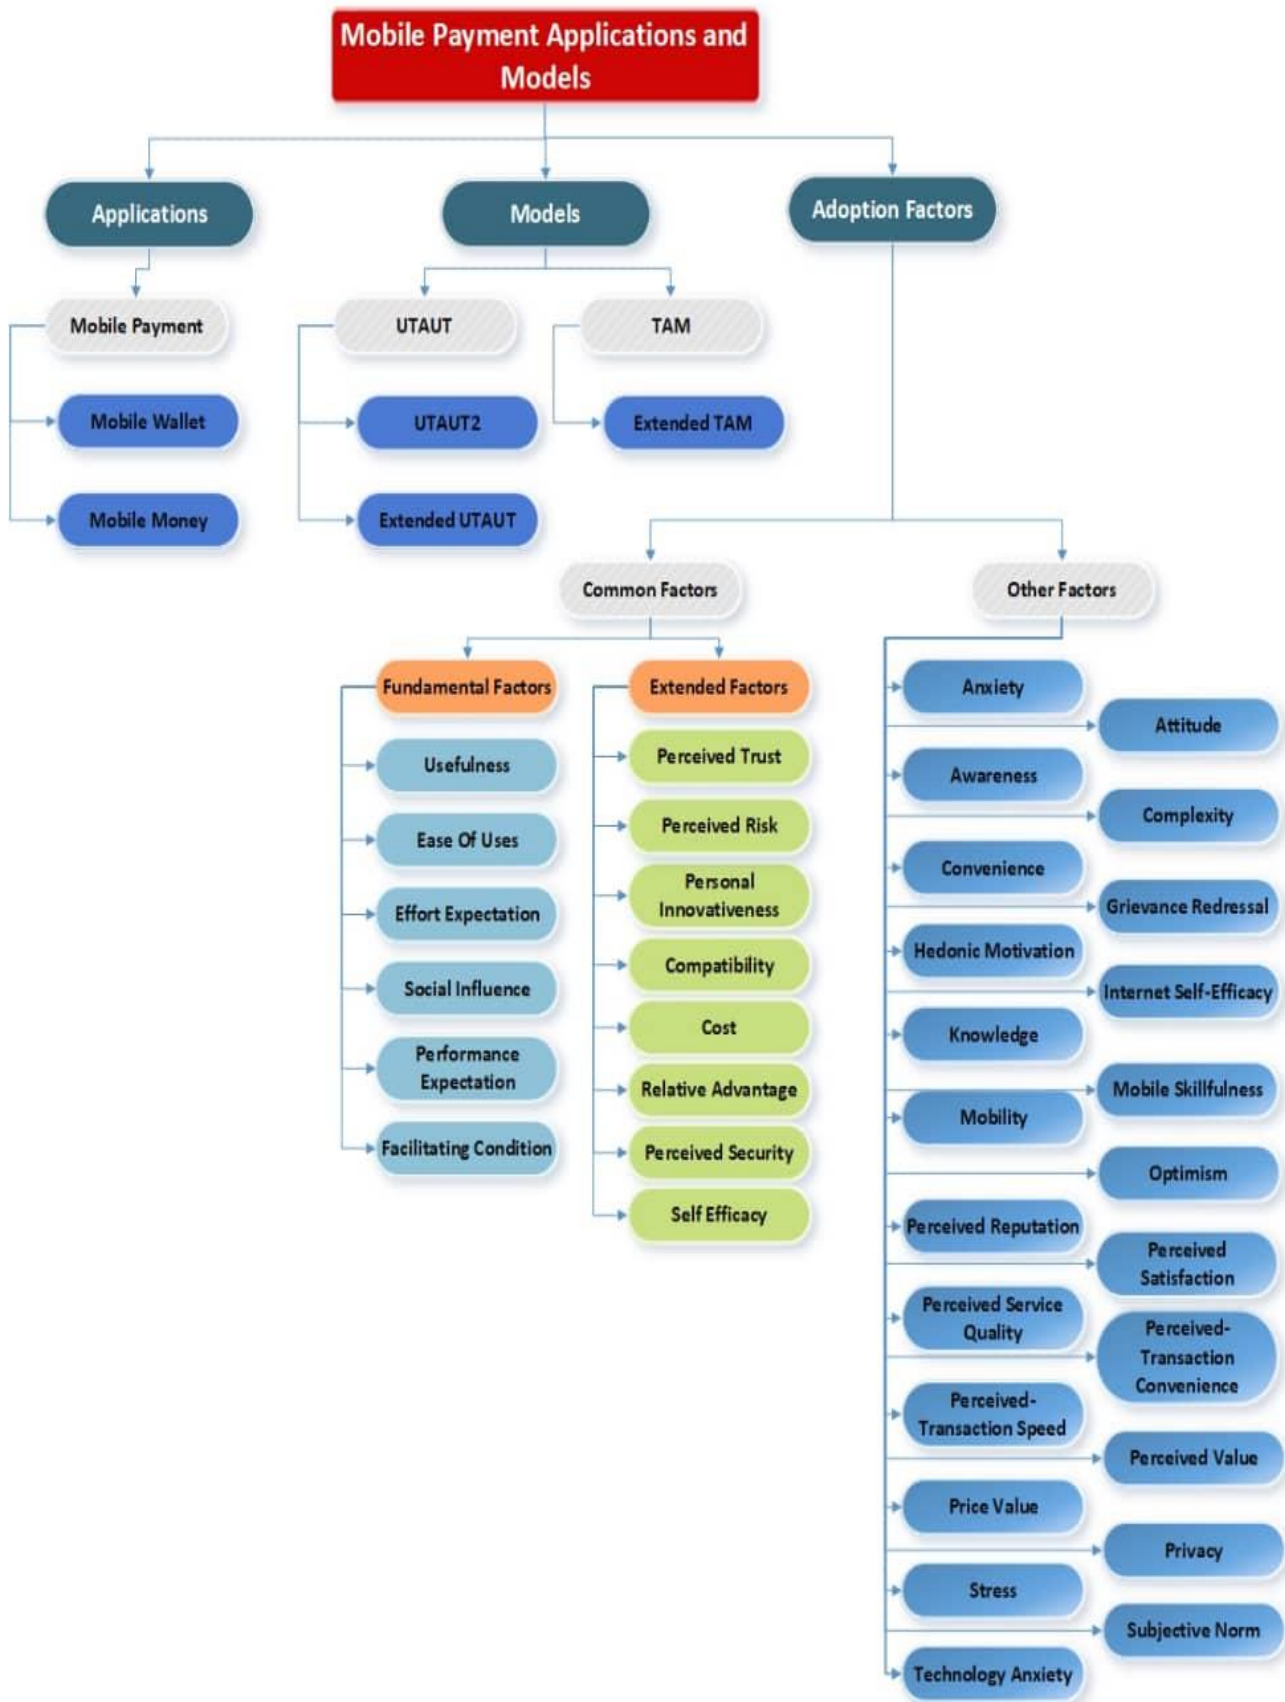 Mobile Payment Applications and
Models
Applications
Models
Adoption Factors
Mobile Payment
UTAUT
TAM
Mobile Wallet
UTAUT2
Extended TAM
Mobile Money
Extended UTAUT
Common Factors
Other Factors
Fundamental Factors
Usefulness
Ease Of Uses
Effort Expectation
Social Influence
Performance
Expectation
Facilitating Condition
Extended Factors
Perceived Trust
Perceived Risk
Personal
Innovativeness
Compatibility
Cost
Relative Advantage
Perceived Security
Self Efficacy
Anxiety
Attitude
Awareness
Complexity
Convenience
Grievance Redressal
Hedonic Motivation
Internet Self-Efficacy
Knowledge
Mobile Skillfulness
Mobility
Optimism
Perceived Reputation
Perceived
Satisfaction
Perceived Service
Quality
Perceived-
Transaction
Convenience
Perceived-
Transaction Speed
Perceived Value
Price Value
Privacy
Stress
Subjective Norm
Technology Anxiety